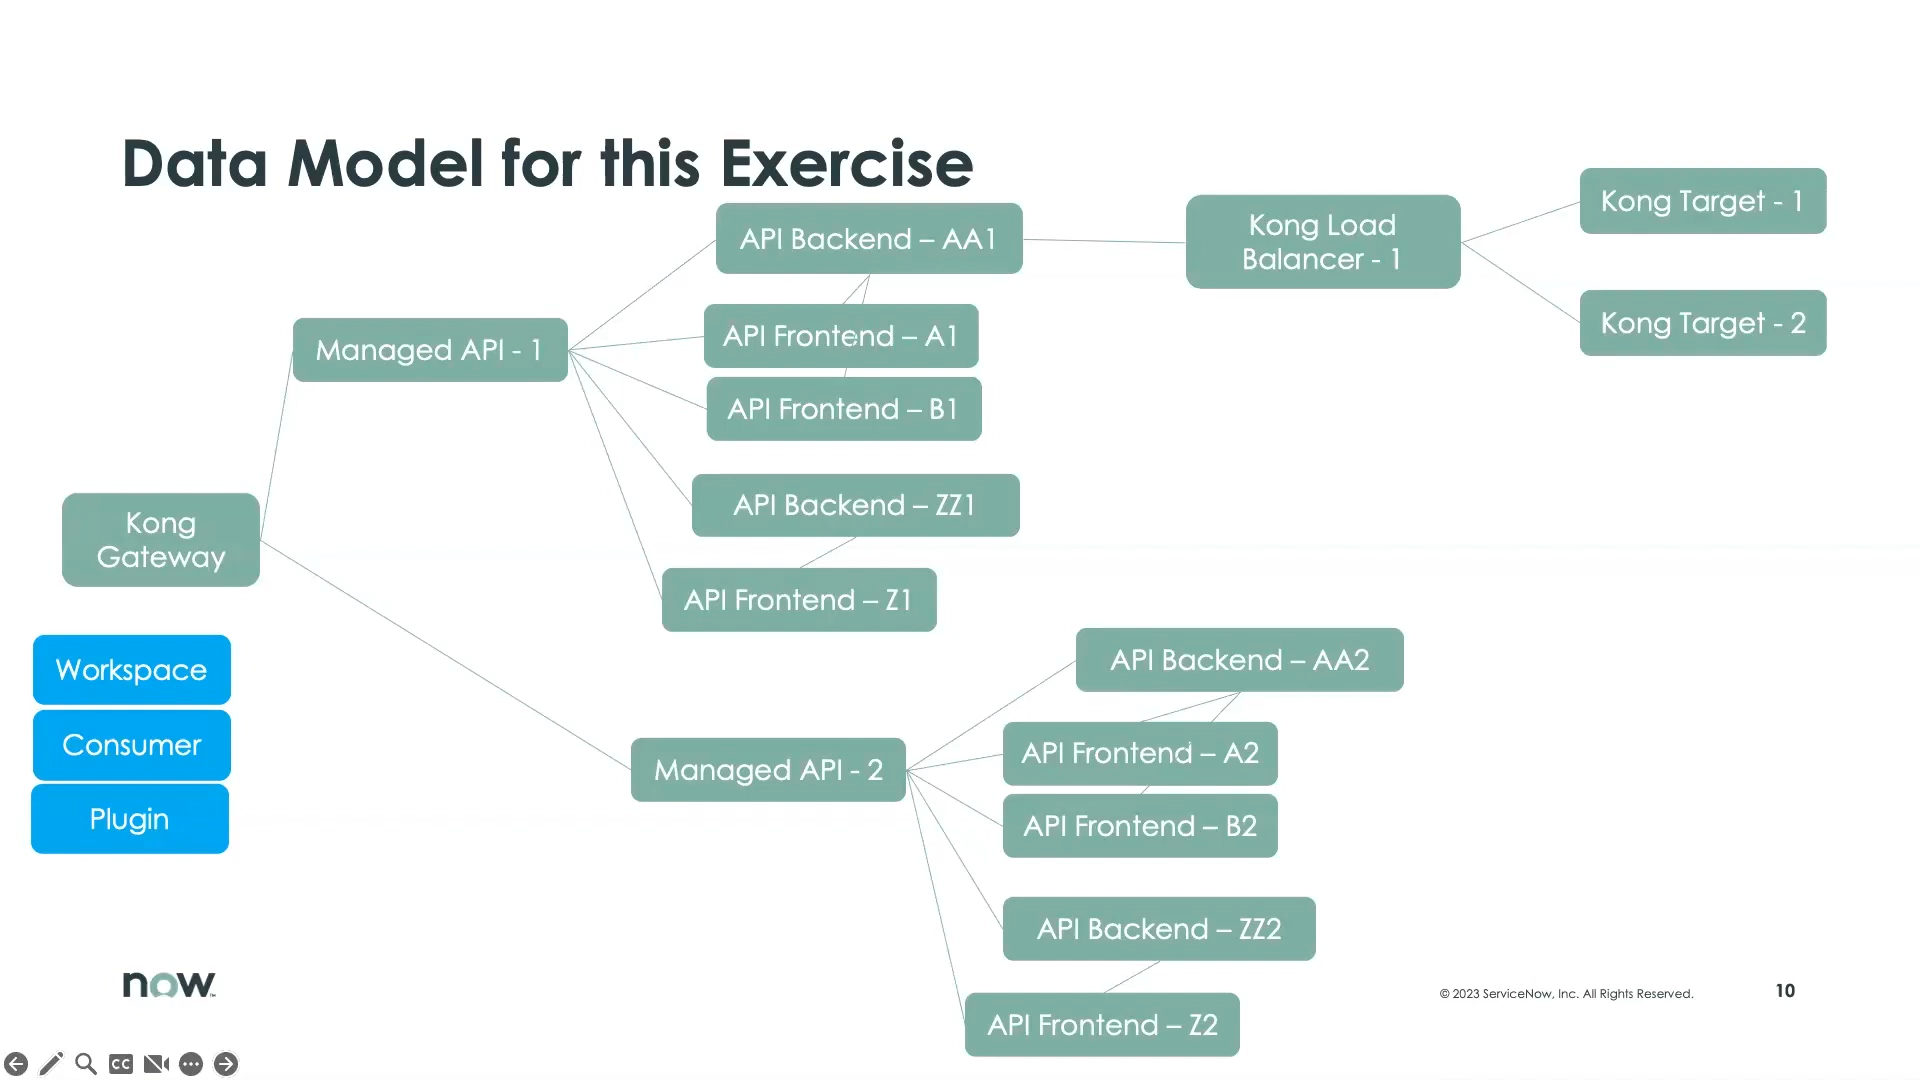 Data Model for this Exercise
API Backend – AA1
Kong Load
Balancer - 1
Kong Target - 1
Kong Target - 2
Managed API - 1
API Frontend – A1
API Frontend – B1
API Backend – ZZ1
API Frontend – Z1
Kong
Gateway
Workspace
Consumer
Plugin
Managed API - 2
API Backend – AA2
API Frontend – A2
API Frontend – B2
API Backend – ZZ2
API Frontend – Z2
now™
© 2023 ServiceNow, Inc. All Rights Reserved.
10
CC